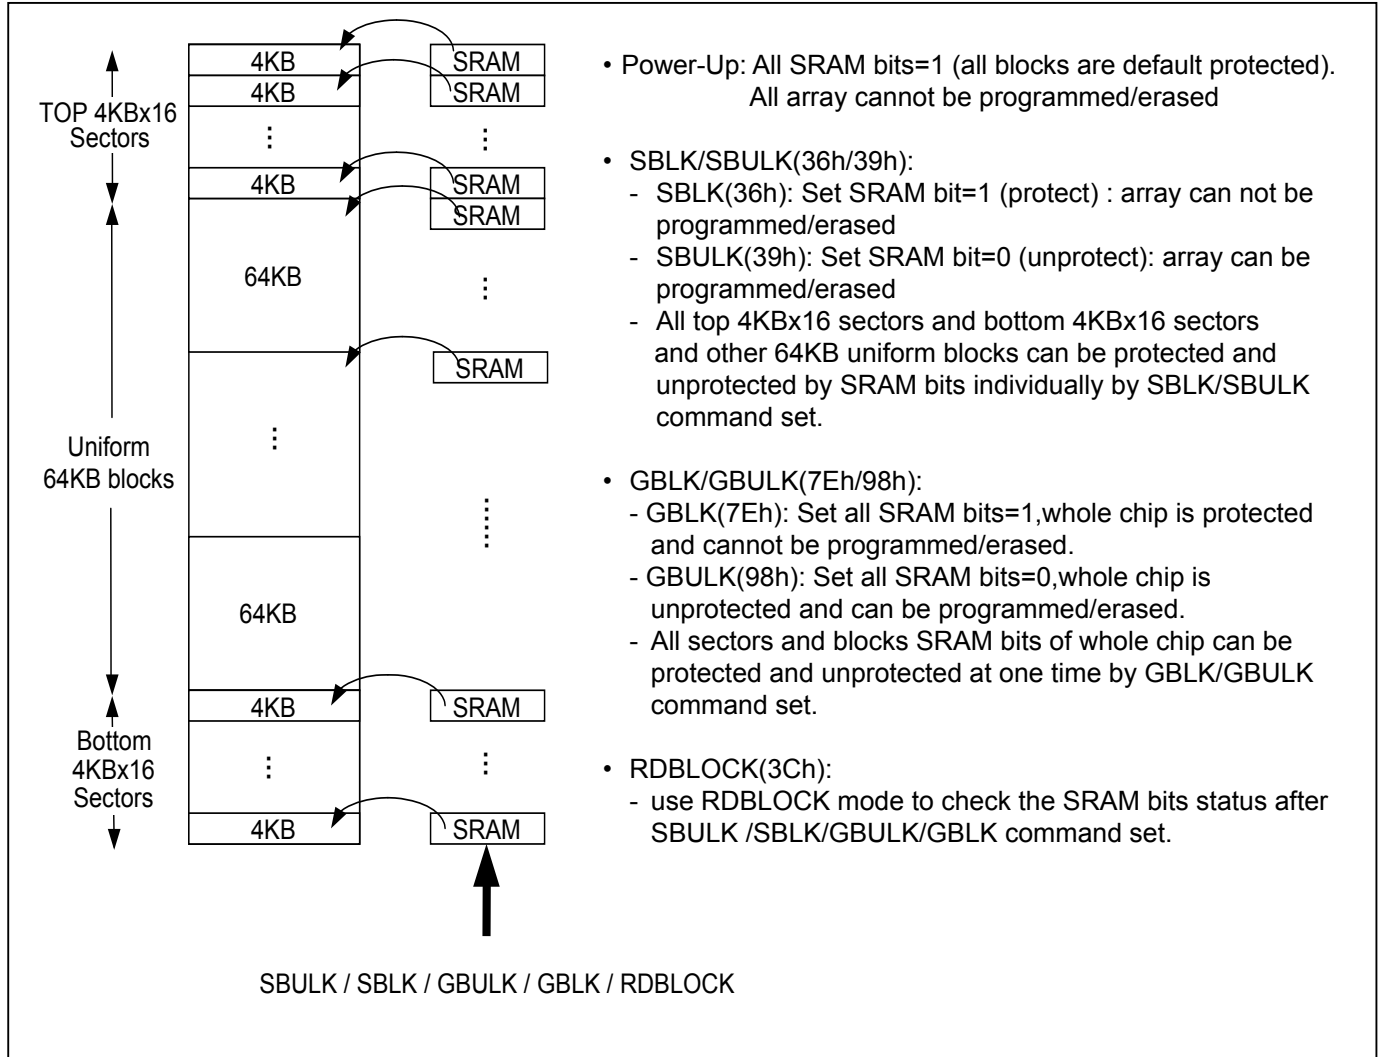 4KB
SRAM
4KB
SRAM
TOP 4KBx16
Sectors
4KB
SRAM
SRAM
64KB
SRAM
Uniform
64KB blocks
64KB
4KB
SRAM
Bottom
4KBx16
Sectors
4KB
SRAM
SBULK / SBLK / GBULK / GBLK / RDBLOCK
• Power-Up: All SRAM bits=1 (all blocks are default protected).
All array cannot be programmed/erased
• SBLK/SBULK(36h/39h):
- SBLK(36h): Set SRAM bit=1 (protect) : array can not be
programmed/erased
- SBULK(39h): Set SRAM bit=0 (unprotect): array can be
programmed/erased
- All top 4KBx16 sectors and bottom 4KBx16 sectors
and other 64KB uniform blocks can be protected and
unprotected by SRAM bits individually by SBLK/SBULK
command set.
• GBLK/GBULK(7Eh/98h):
- GBLK(7Eh): Set all SRAM bits=1,whole chip is protected
and cannot be programmed/erased.
- GBULK(98h): Set all SRAM bits=0,whole chip is
unprotected and can be programmed/erased.
- All sectors and blocks SRAM bits of whole chip can be
protected and unprotected at one time by GBLK/GBULK
command set.
• RDBLOCK(3Ch):
- use RDBLOCK mode to check the SRAM bits status after
SBULK /SBLK/GBULK/GBLK command set.